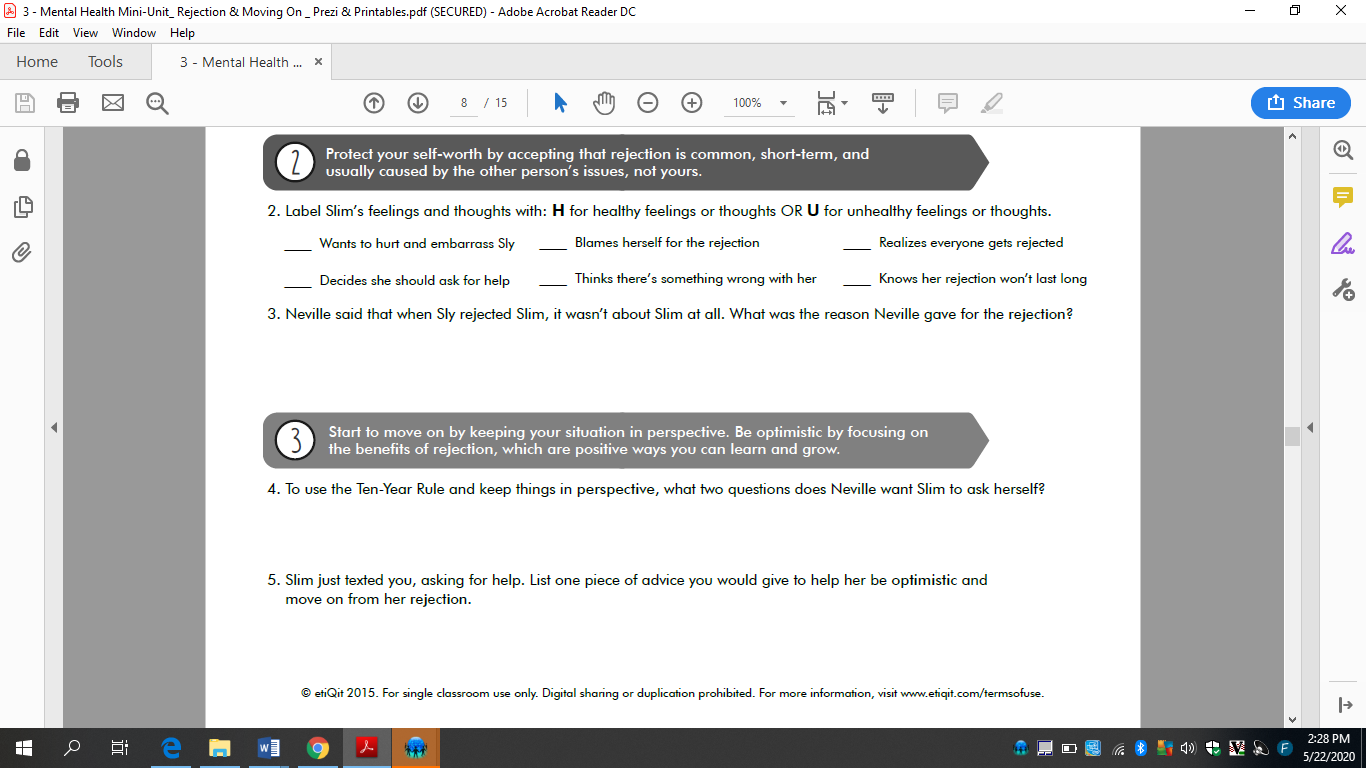 3 - Mental Health Mini-Unit_ Rejection & Moving On _ Prezi & Printables.pdf (SECURED) - Adobe Acrobat Reader DC
File Edit View Window Help
Home Tools 3 - Mental Health ... ×
8 / 15 100% Share
2 Protect your self-worth by accepting that rejection is common, short-term, and
usually caused by the other person's issues, not yours.
2. Label Slim's feelings and thoughts with: H for healthy feelings or thoughts OR U for unhealthy feelings or thoughts.
____ Wants to hurt and embarrass Sly ____ Blames herself for the rejection ____ Realizes everyone gets rejected
____ Decides she should ask for help ____ Thinks there's something wrong with her ____ Knows her rejection won't last long
3. Neville said that when Sly rejected Slim, it wasn't about Slim at all. What was the reason Neville gave for the rejection?
3 Start to move on by keeping your situation in perspective. Be optimistic by focusing on
the benefits of rejection, which are positive ways you can learn and grow.
4. To use the Ten-Year Rule and keep things in perspective, what two questions does Neville want Slim to ask herself?
5. Slim just texted you, asking for help. List one piece of advice you would give to help her be optimistic and
move on from her rejection.
© etiQit 2015. For single classroom use only. Digital sharing or duplication prohibited. For more information, visit www.etiqit.com/termsofuse.
2:28 PM
5/22/2020